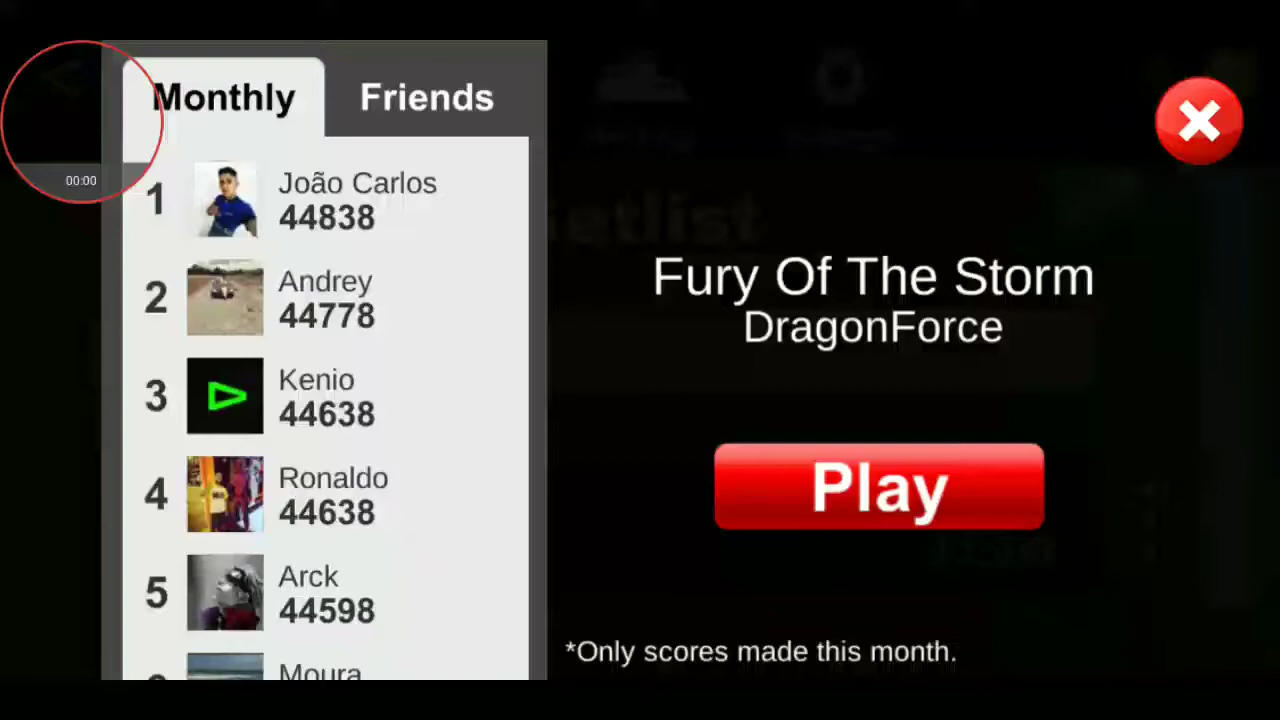 Monthly
Friends
00:00
1
João Carlos
44838
2
Andrey
44778
3
Kenio
44638
4
Ronaldo
44638
5
Arck
44598
Moura
Fury Of The Storm
DragonForce
Play
*Only scores made this month.